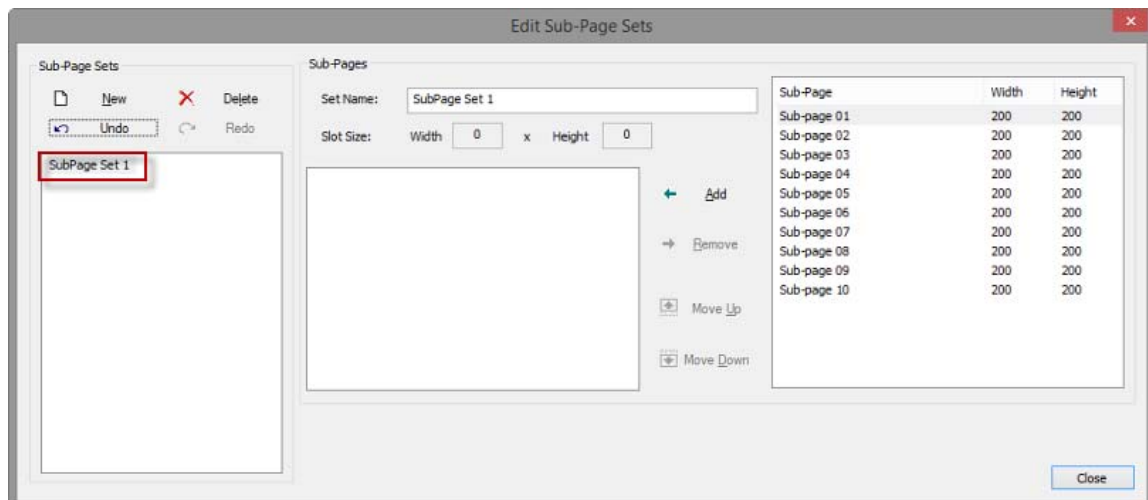 Edit Sub-Page Sets
Sub-Page Sets
New
Delete
Undo
Redo
SubPage Set 1
Sub-Pages
Set Name: SubPage Set 1
Slot Size: Width 0 x Height 0
Add
Remove
Move Up
Move Down
Sub-Page Width Height
Sub-page 01 200 200
Sub-page 02 200 200
Sub-page 03 200 200
Sub-page 04 200 200
Sub-page 05 200 200
Sub-page 06 200 200
Sub-page 07 200 200
Sub-page 08 200 200
Sub-page 09 200 200
Sub-page 10 200 200
Close